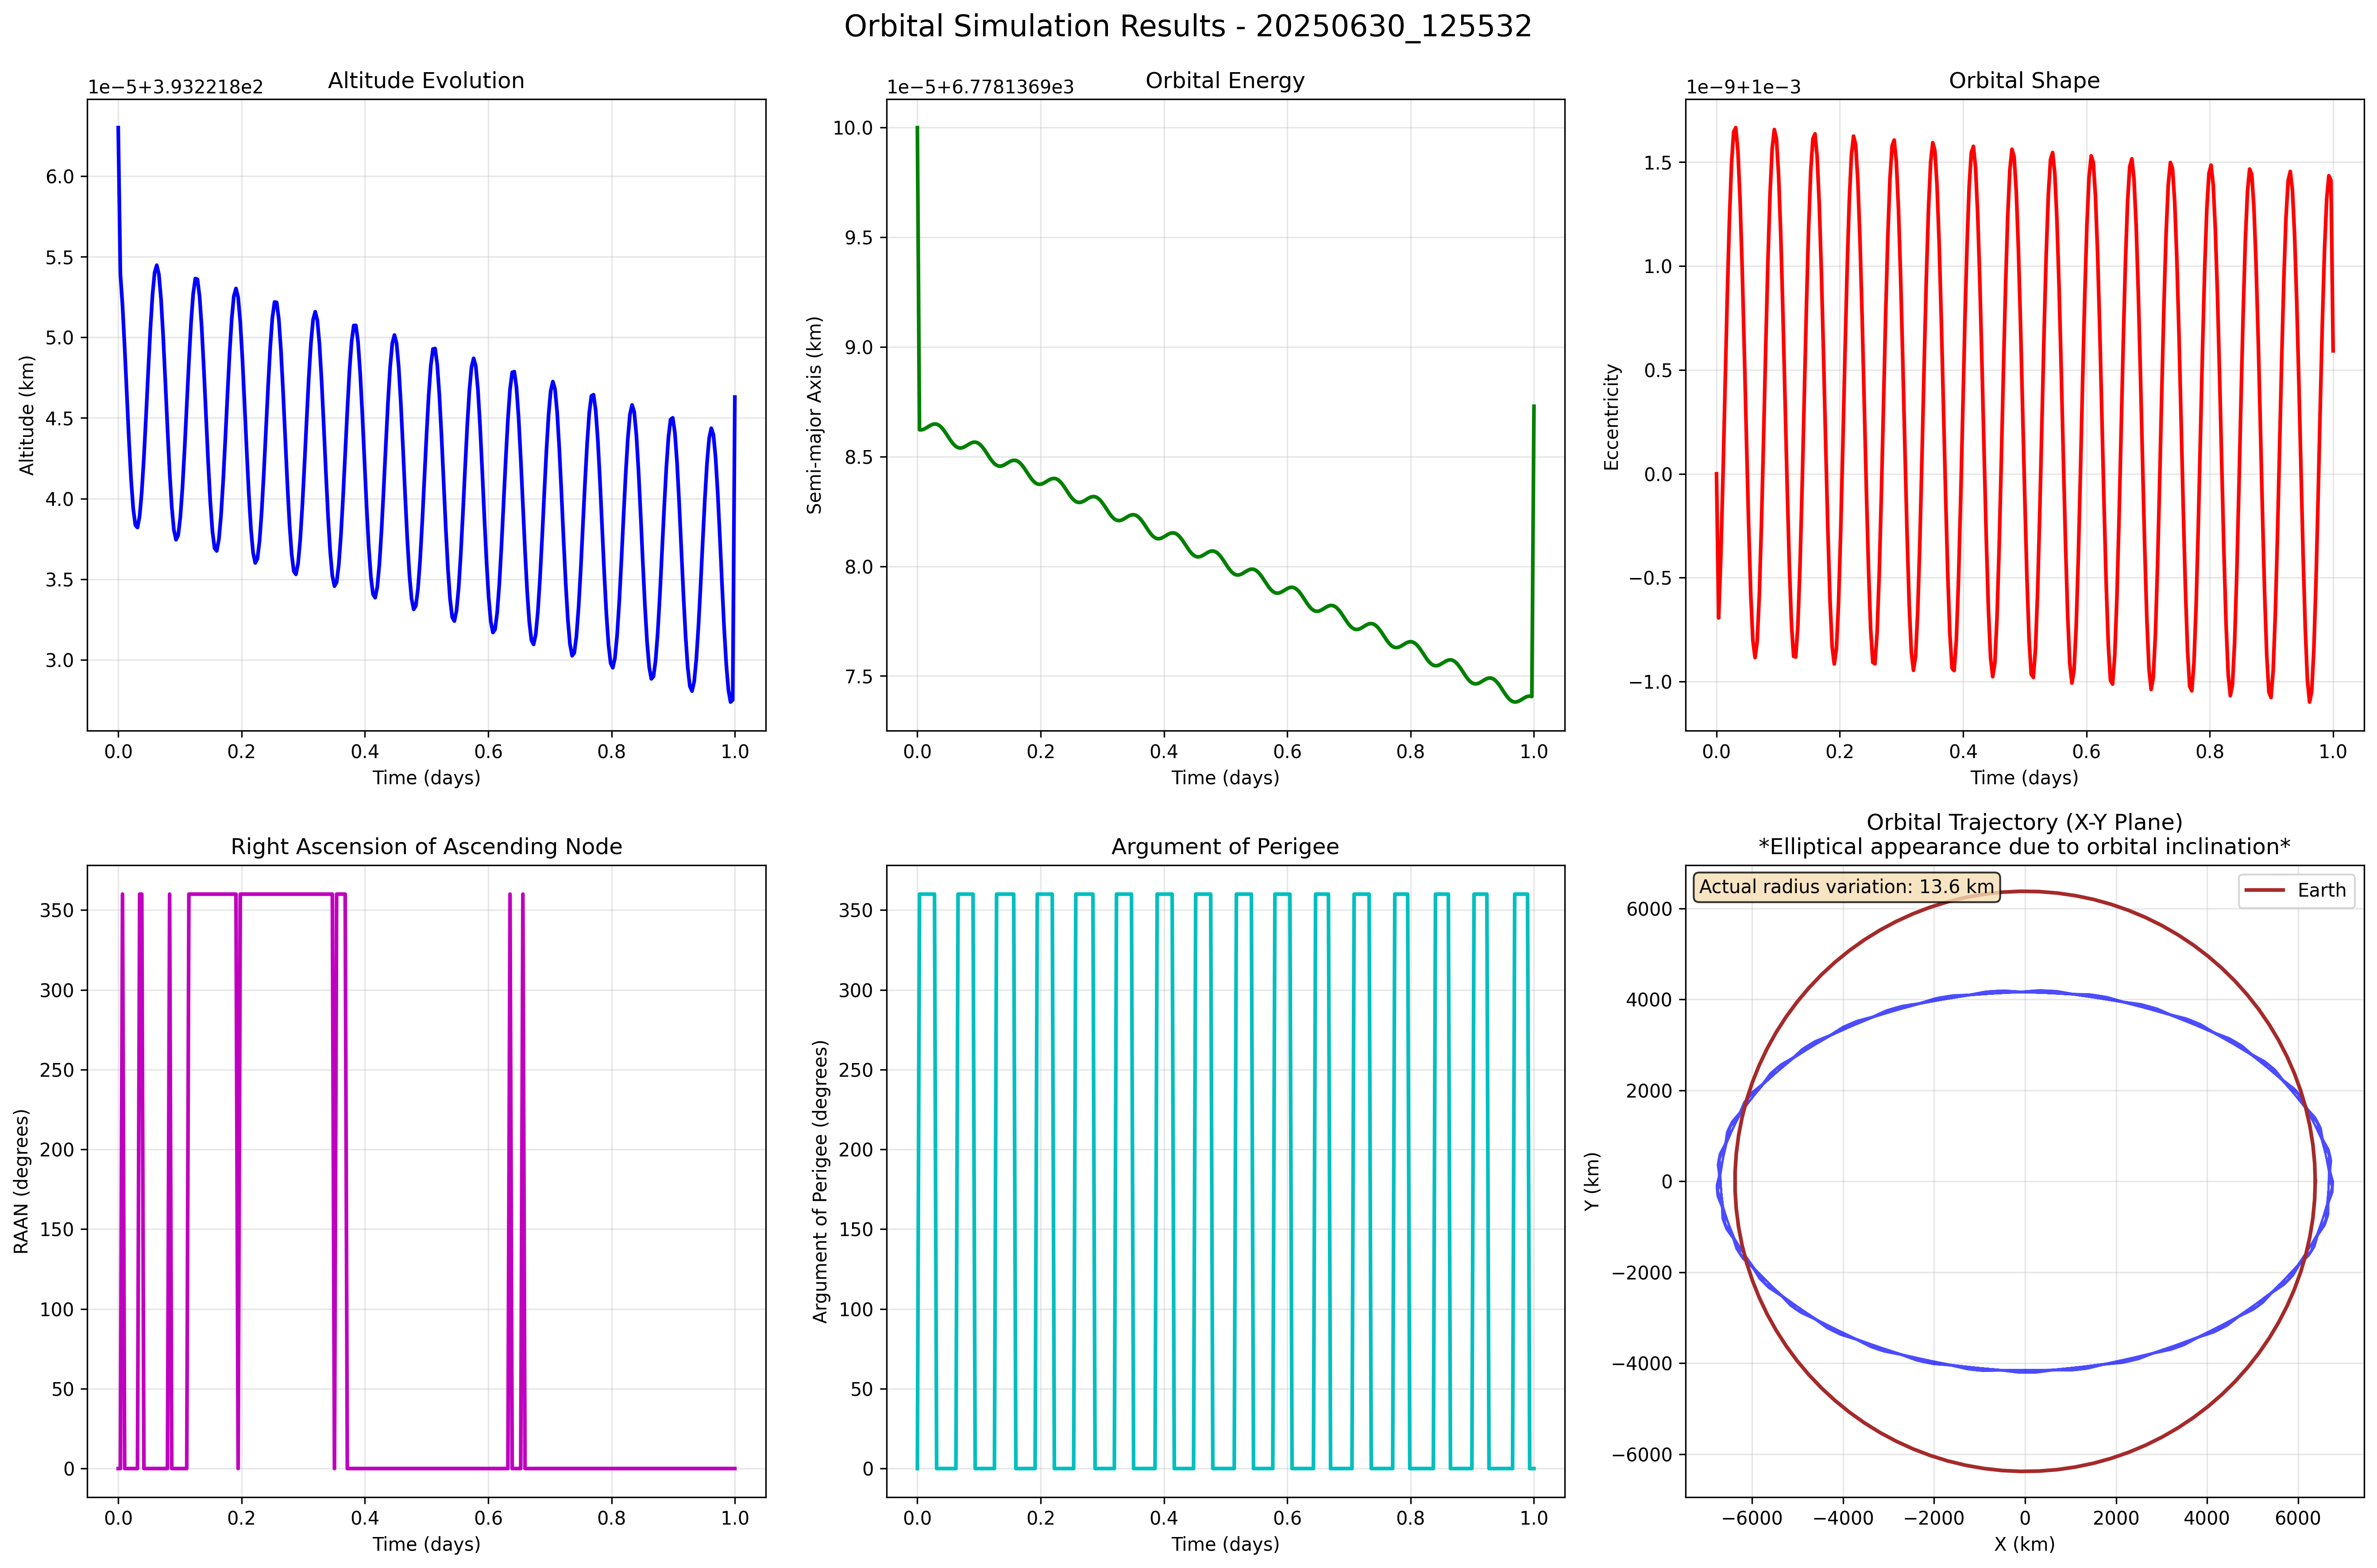 Orbital Simulation Results - 20250630_125532
Altitude Evolution
1e−5+3.932218e2
6.0
5.5
5.0
4.5
4.0
3.5
3.0
Altitude (km)
0.0 0.2 0.4 0.6 0.8 1.0
Time (days)
Orbital Energy
1e−5+6.7781369e3
10.0
9.5
9.0
8.5
8.0
7.5
Semi-major Axis (km)
0.0 0.2 0.4 0.6 0.8 1.0
Time (days)
Orbital Shape
1e−9+1e−3
1.5
1.0
0.5
0.0
−0.5
−1.0
Eccentricity
0.0 0.2 0.4 0.6 0.8 1.0
Time (days)
Right Ascension of Ascending Node
350
300
250
200
150
100
50
0
RAAN (degrees)
0.0 0.2 0.4 0.6 0.8 1.0
Time (days)
Argument of Perigee
350
300
250
200
150
100
50
0
Argument of Perigee (degrees)
0.0 0.2 0.4 0.6 0.8 1.0
Time (days)
Orbital Trajectory (X-Y Plane)
*Elliptical appearance due to orbital inclination*
Actual radius variation: 13.6 km
Earth
6000
4000
2000
0
−2000
−4000
−6000
Y (km)
−6000 −4000 −2000 0 2000 4000 6000
X (km)